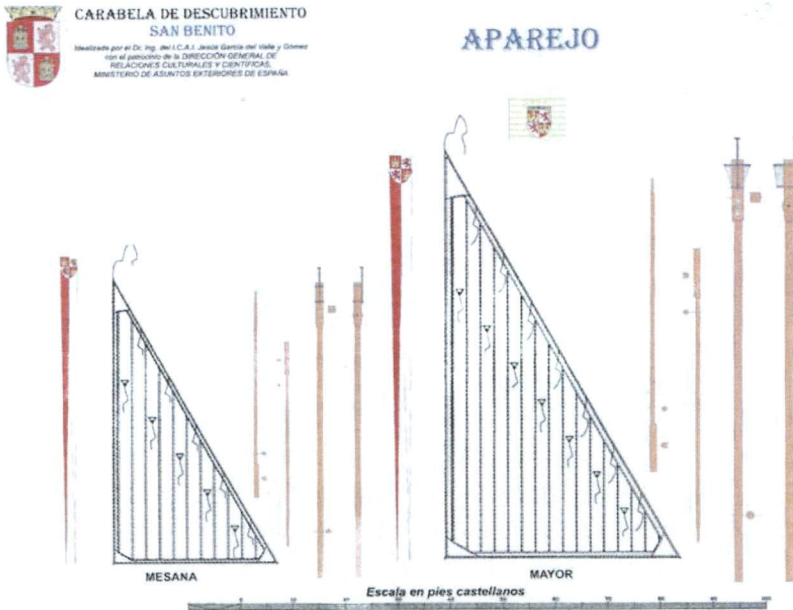 CARABELA DE DESCUBRIMIENTO
SAN BENITO
Idealizada por el Dr. Ing. del I.C.A.I. Jesús García del Valle y Gómez
con el patrocinio de la DIRECCIÓN GENERAL DE
RELACIONES CULTURALES Y CIENTÍFICAS,
MINISTERIO DE ASUNTOS EXTERIORES DE ESPAÑA.
APAREJO
MESANA
MAYOR
Escala en pies castellanos